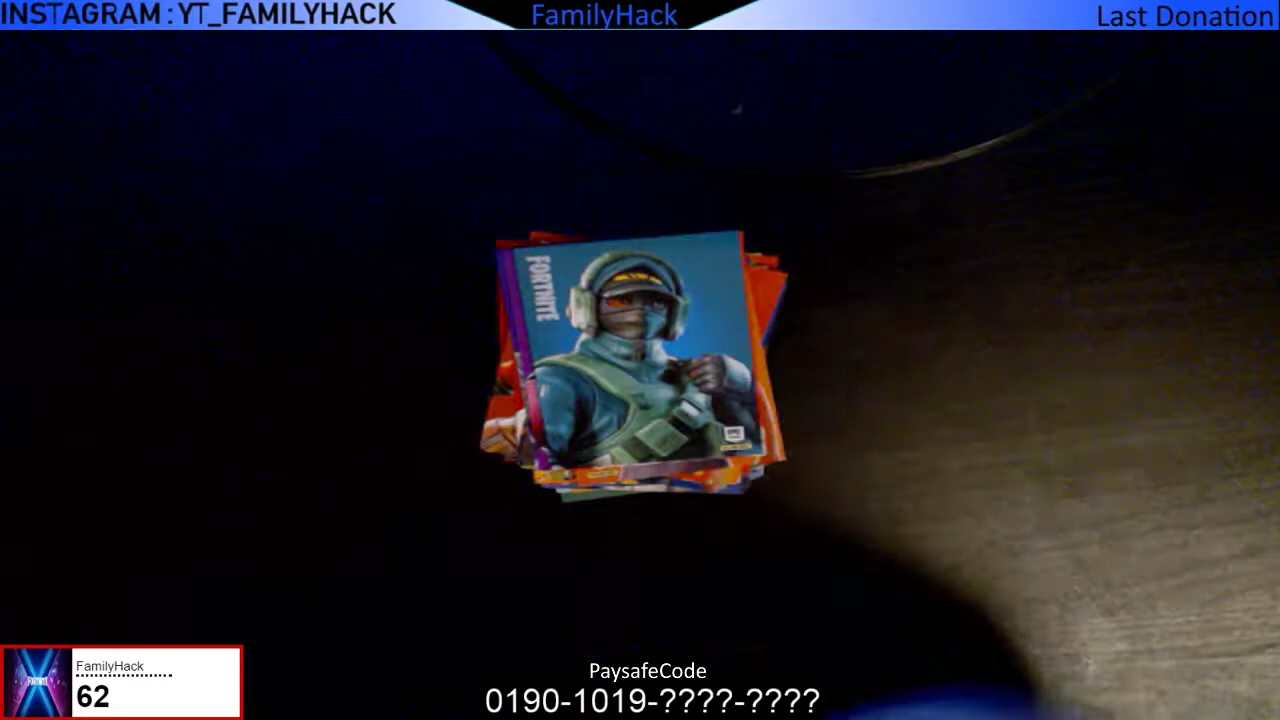 INSTAGRAM : YT_FAMILYHACK
FamilyHack
Last Donation
FORTNITE
FamilyHack
62
PaysafeCode
0190-1019-????-????